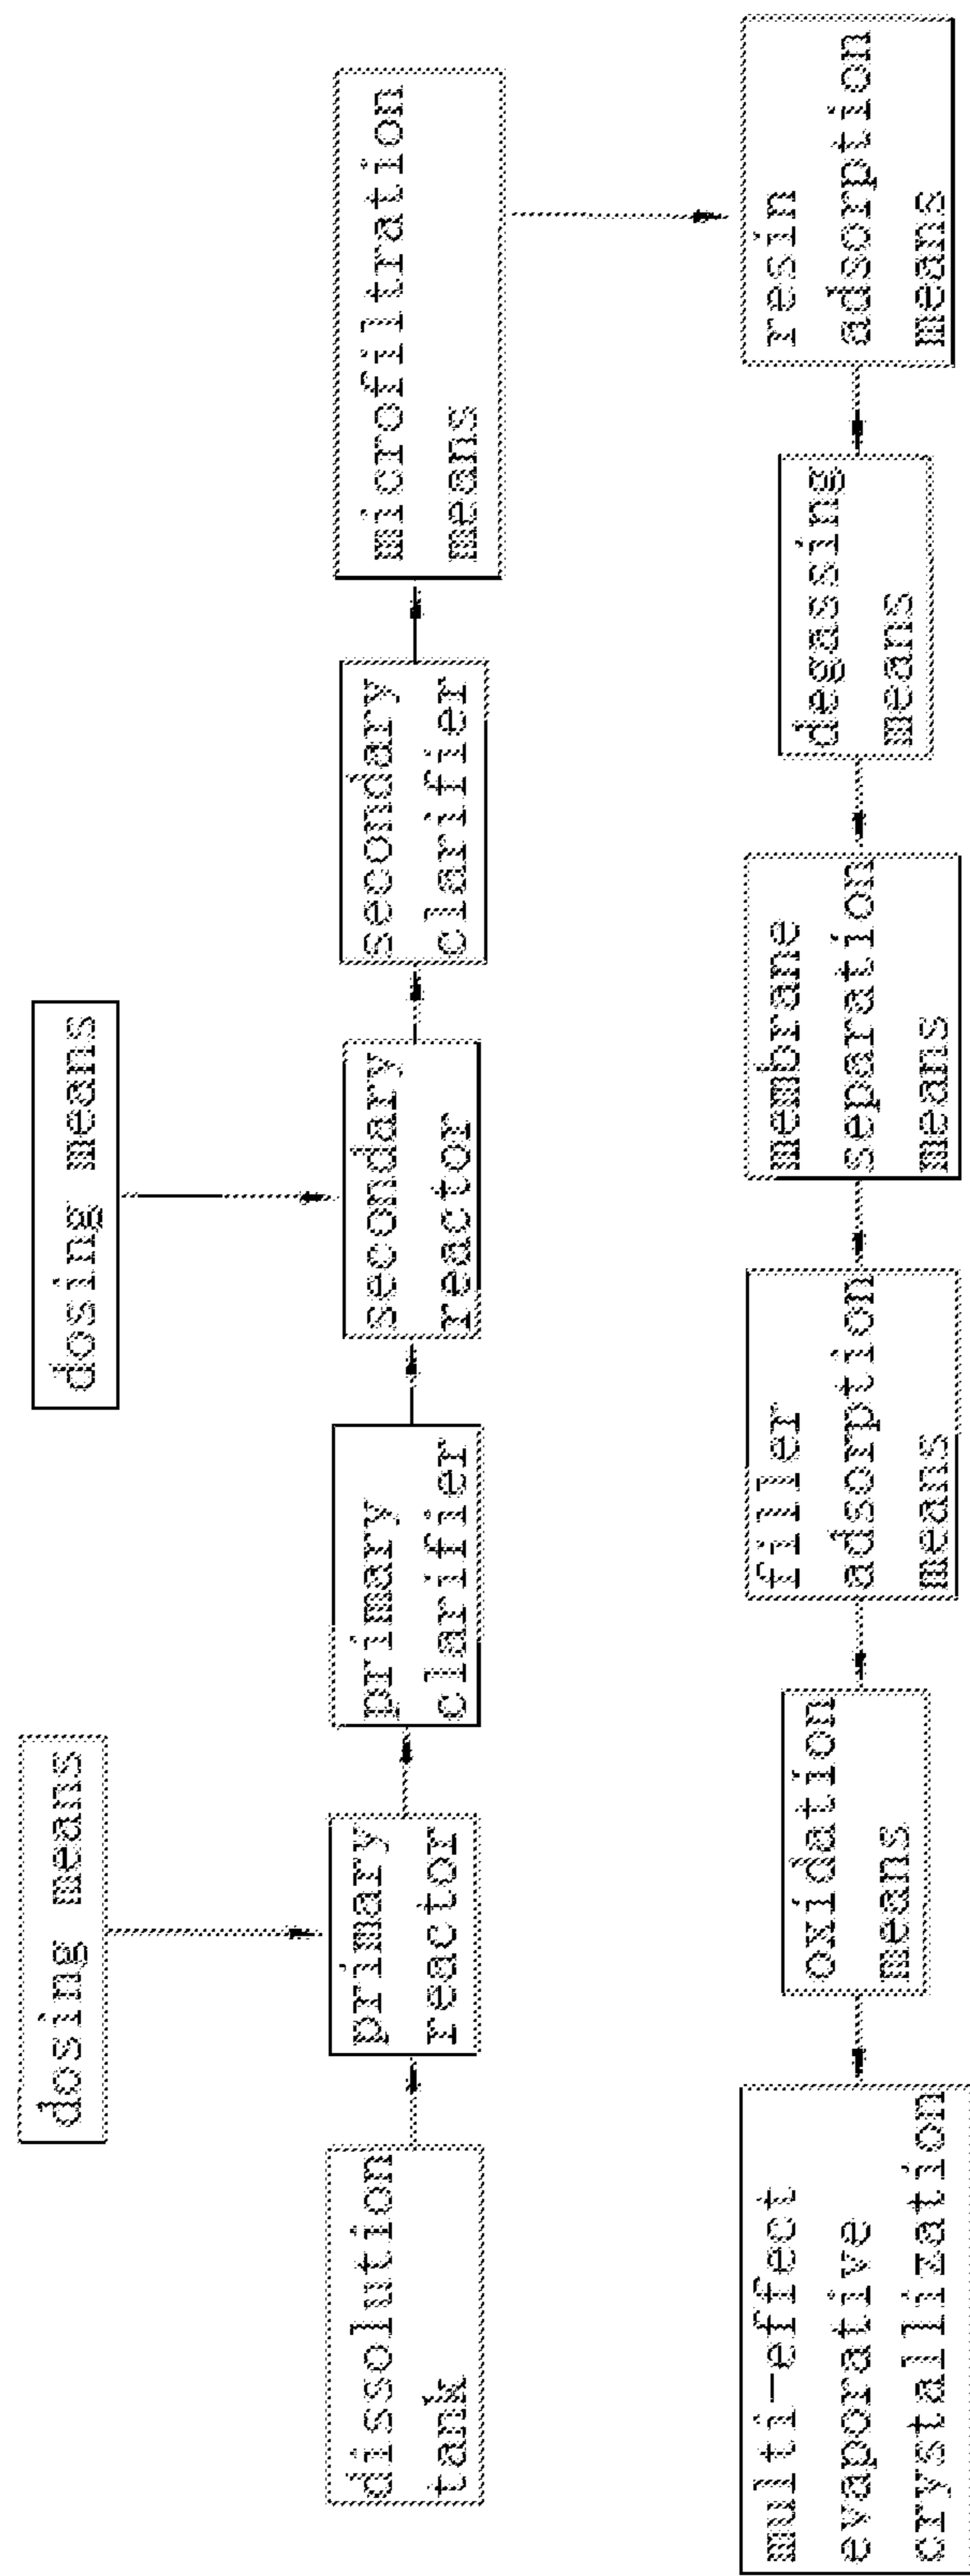 dosing means
dosing means
dissolution
tank
primary
reactor
primary
clarifier
secondary
reactor
secondary
clarifier
microfiltration
means
multi-effect
evaporative
crystallization
oxidation
means
filler
adsorption
means
membrane
separation
means
degassing
means
resin
adsorption
means